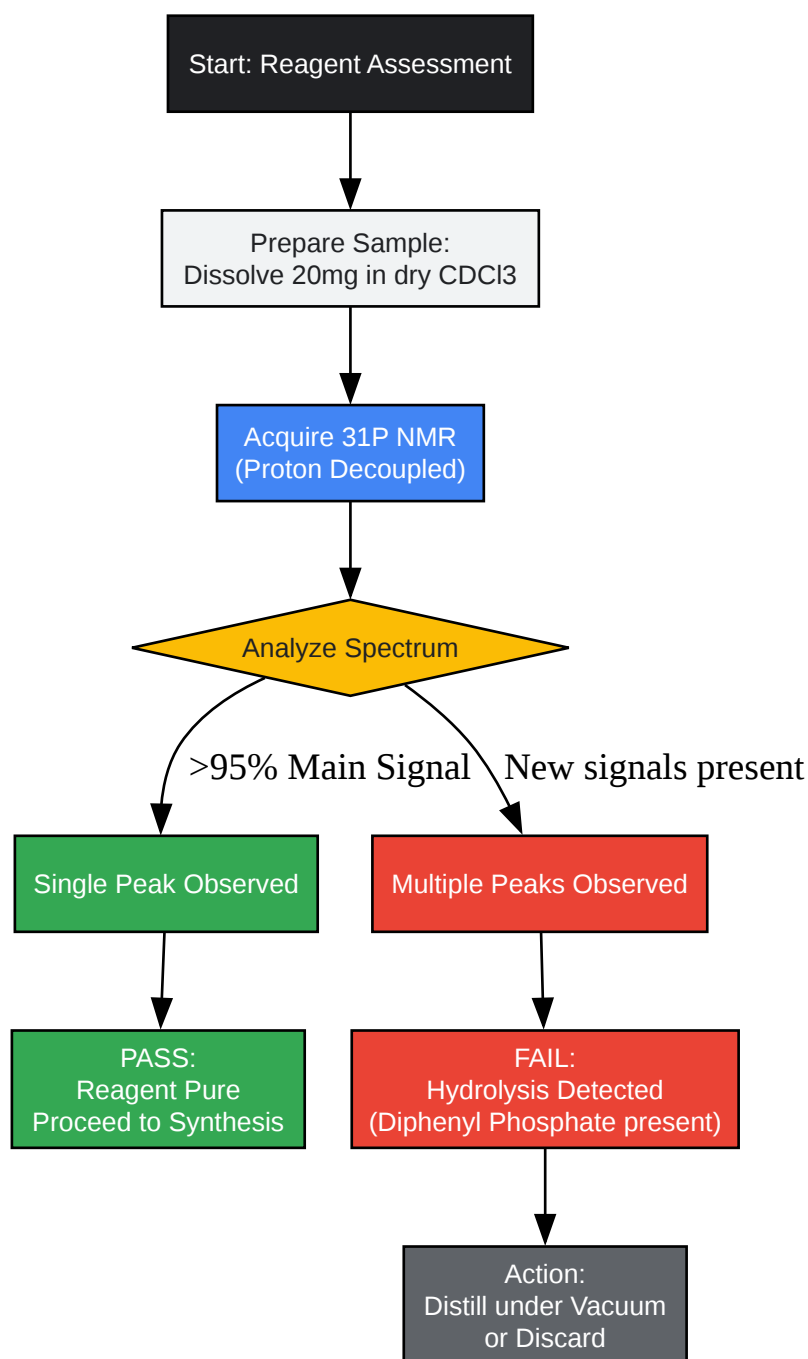 Start: Reagent Assessment
Prepare Sample:
Dissolve 20mg in dry CDCl3
Acquire 31P NMR
(Proton Decoupled)
Analyze Spectrum
>95% Main Signal
New signals present
Single Peak Observed
Multiple Peaks Observed
PASS:
Reagent Pure
Proceed to Synthesis
FAIL:
Hydrolysis Detected
(Diphenyl Phosphate present)
Action:
Distill under Vacuum
or Discard